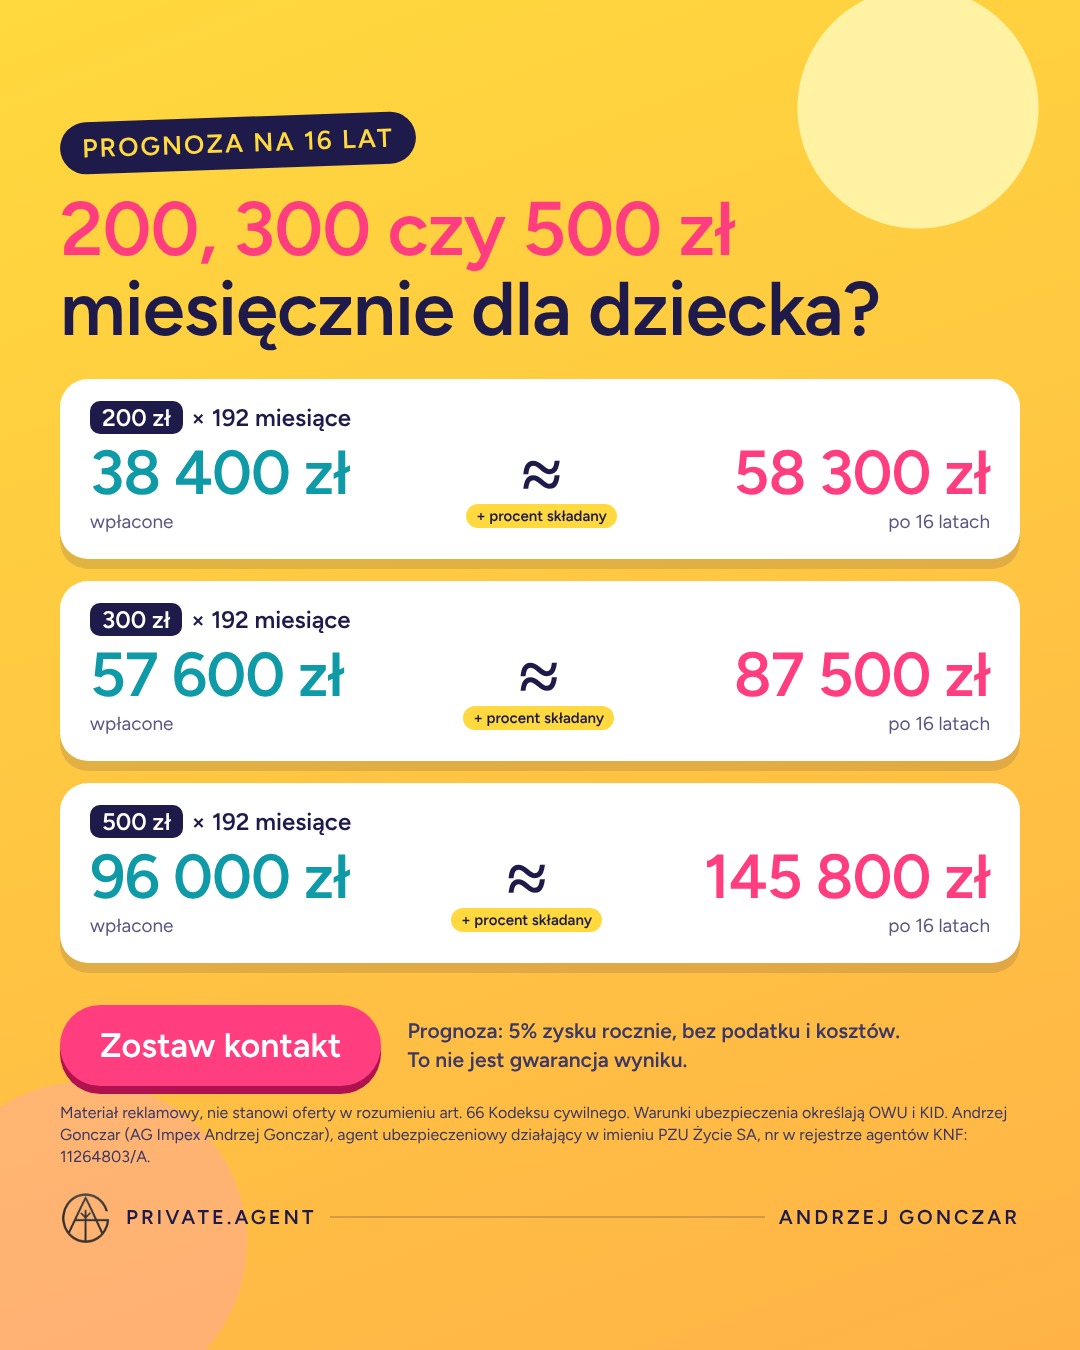 PROGNOZA NA 16 LAT
200, 300 czy 500 zł
miesięcznie dla dziecka?
200 zł × 192 miesiące
38 400 zł ≈ 58 300 zł
wpłacone + procent składany po 16 latach
300 zł × 192 miesiące
57 600 zł ≈ 87 500 zł
wpłacone + procent składany po 16 latach
500 zł × 192 miesiące
96 000 zł ≈ 145 800 zł
wpłacone + procent składany po 16 latach
Zostaw kontakt
Prognoza: 5% zysku rocznie, bez podatku i kosztów.
To nie jest gwarancja wyniku.
Materiał reklamowy, nie stanowi oferty w rozumieniu art. 66 Kodeksu cywilnego. Warunki ubezpieczenia określają OWU i KID. Andrzej
Gonczar (AG Impex Andrzej Gonczar), agent ubezpieczeniowy działający w imieniu PZU Życie SA, nr w rejestrze agentów KNF:
11264803/A.
PRIVATE.AGENT ANDRZEJ GONCZAR